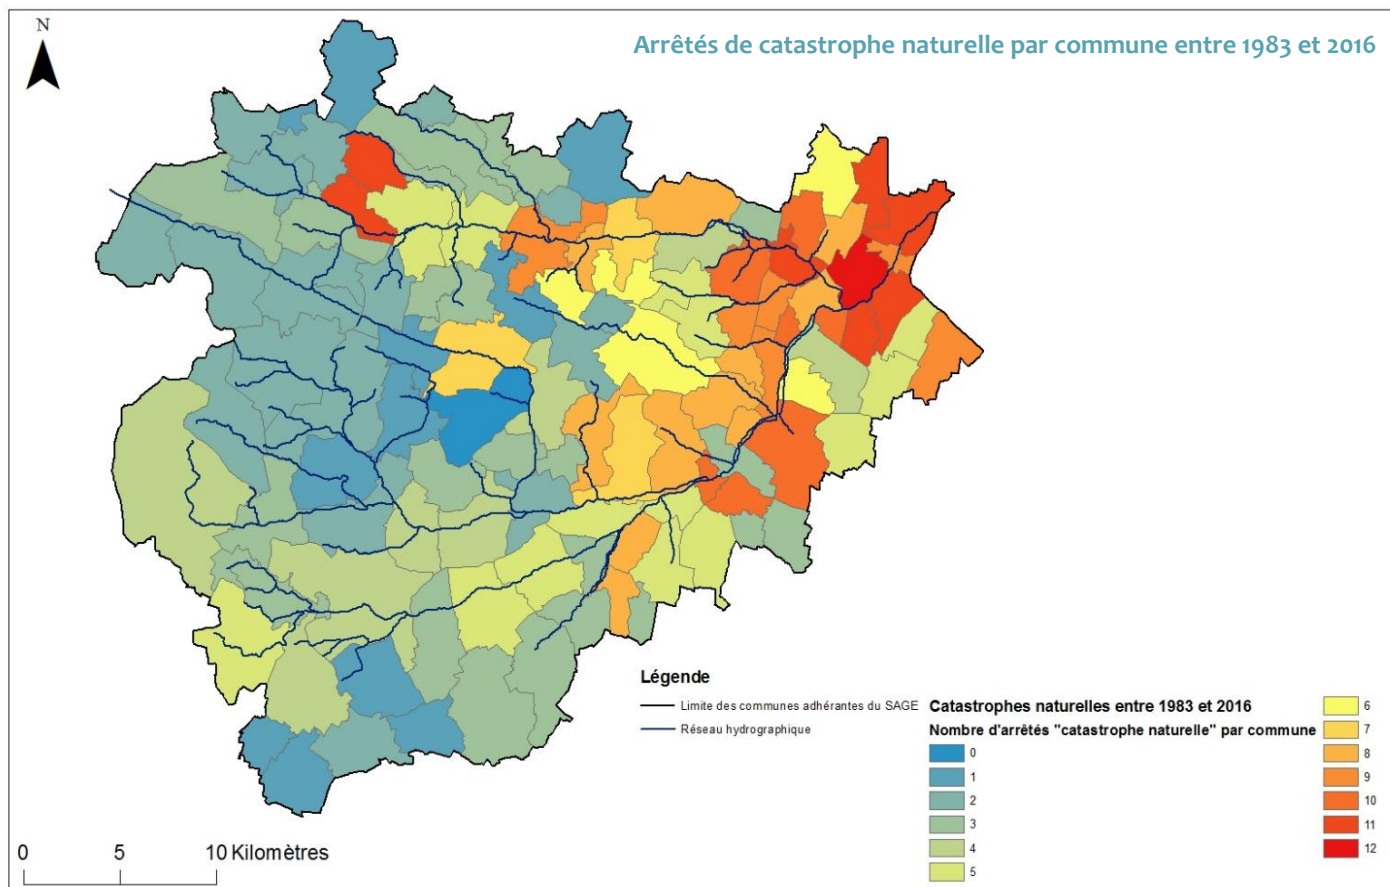 N
Arrêtés de catastrophe naturelle par commune entre 1983 et 2016
Légende
Limite des communes adhérantes du SAGE
Réseau hydrographique
Catastrophes naturelles entre 1983 et 2016
Nombre d'arrêtés "catastrophe naturelle" par commune
0
1
2
3
4
5
6
7
8
9
10
11
12
0 5 10 Kilomètres